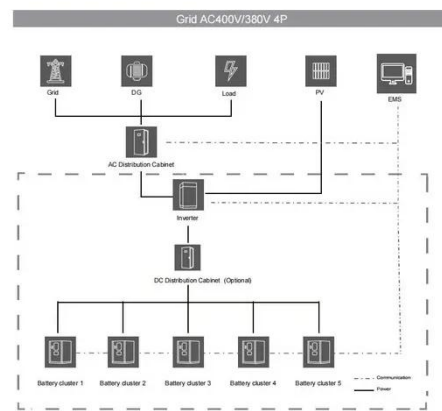 Grid AC400V/380V 4P
Grid
DG
Load
PV
EMS
AC Distribution Cabinet
Inverter
DC Distribution Cabinet (Optional)
Battery cluster 1
Battery cluster 2
Battery cluster 3
Battery cluster 4
Battery cluster 5
Communication
Power